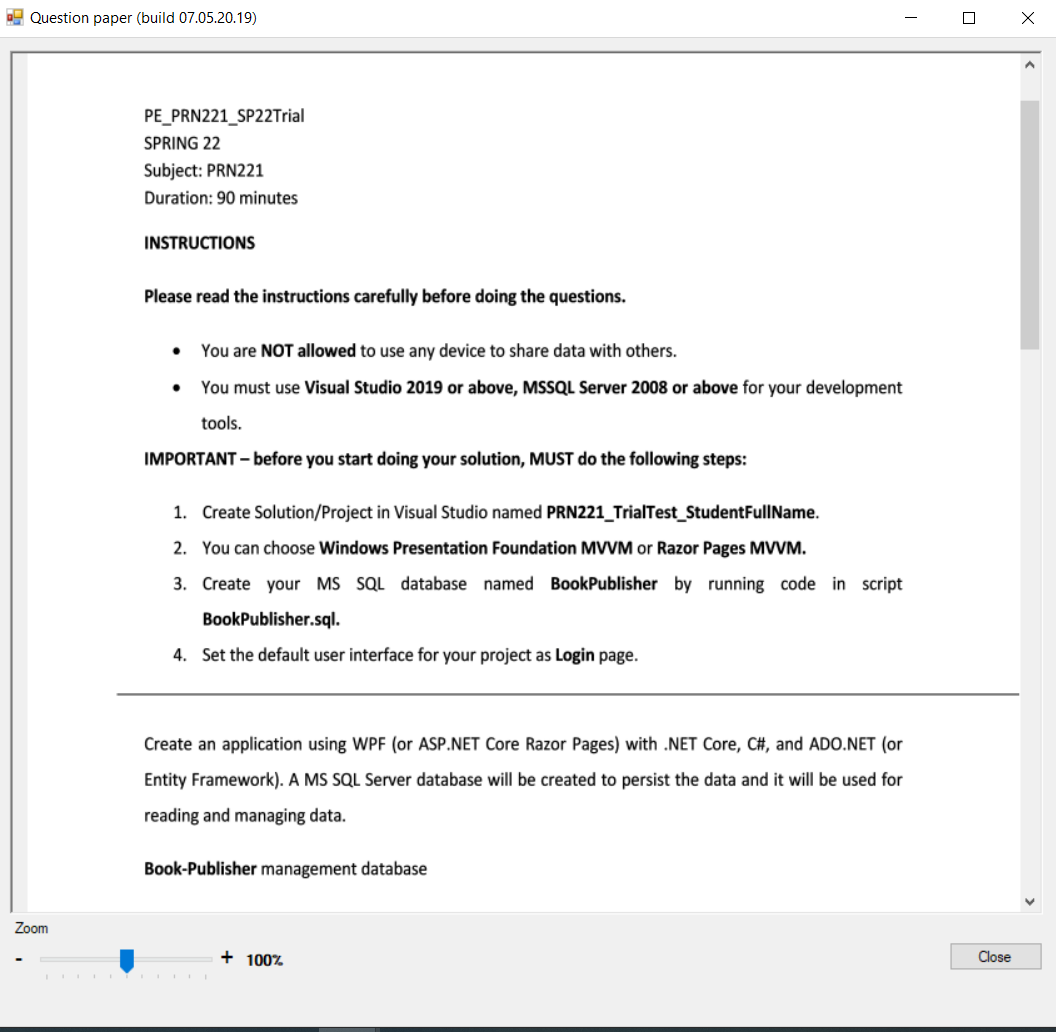 Question paper (build 07.05.20.19)
PE_PRN221_SP22Trial
SPRING 22
Subject: PRN221
Duration: 90 minutes
INSTRUCTIONS
Please read the instructions carefully before doing the questions.
• You are NOT allowed to use any device to share data with others.
• You must use Visual Studio 2019 or above, MSSQL Server 2008 or above for your development
tools.
IMPORTANT – before you start doing your solution, MUST do the following steps:
1. Create Solution/Project in Visual Studio named PRN221_TrialTest_StudentFullName.
2. You can choose Windows Presentation Foundation MVVM or Razor Pages MVVM.
3. Create your MS SQL database named BookPublisher by running code in script
BookPublisher.sql.
4. Set the default user interface for your project as Login page.
Create an application using WPF (or ASP.NET Core Razor Pages) with .NET Core, C#, and ADO.NET (or
Entity Framework). A MS SQL Server database will be created to persist the data and it will be used for
reading and managing data.
Book-Publisher management database
Zoom
- + 100%
Close